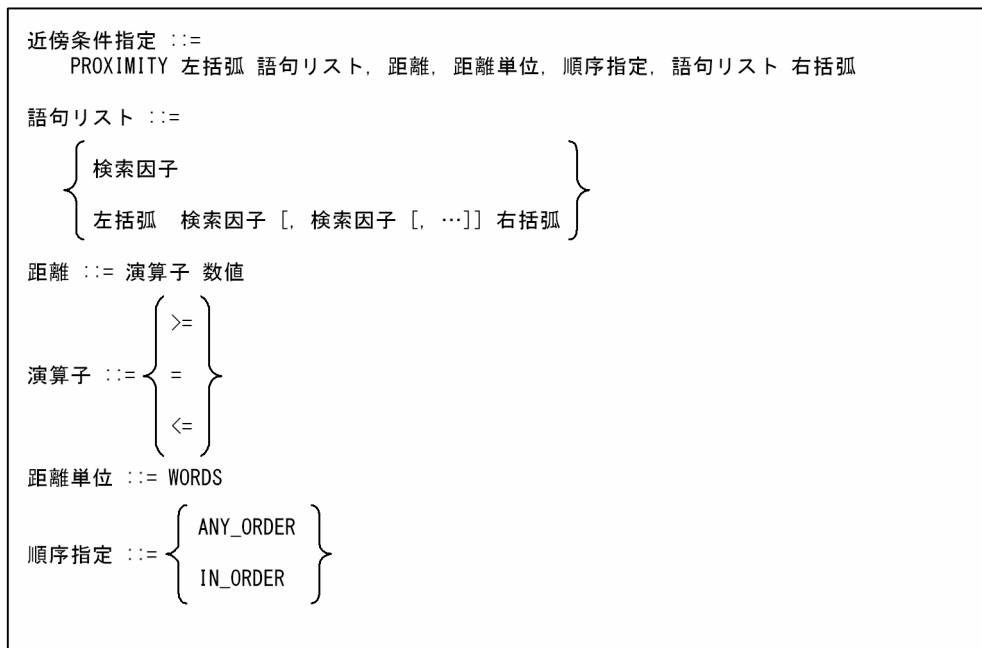 近傍条件指定 ::=
PROXIMITY 左括弧 語句リスト, 距離, 距離単位, 順序指定, 語句リスト 右括弧
語句リスト ::=
検索因子
左括弧 検索因子 [, 検索因子 [, …]] 右括弧
距離 ::= 演算子 数値
>=
演算子 ::= =
<=
距離単位 ::= WORDS
ANY_ORDER
順序指定 ::=
IN_ORDER